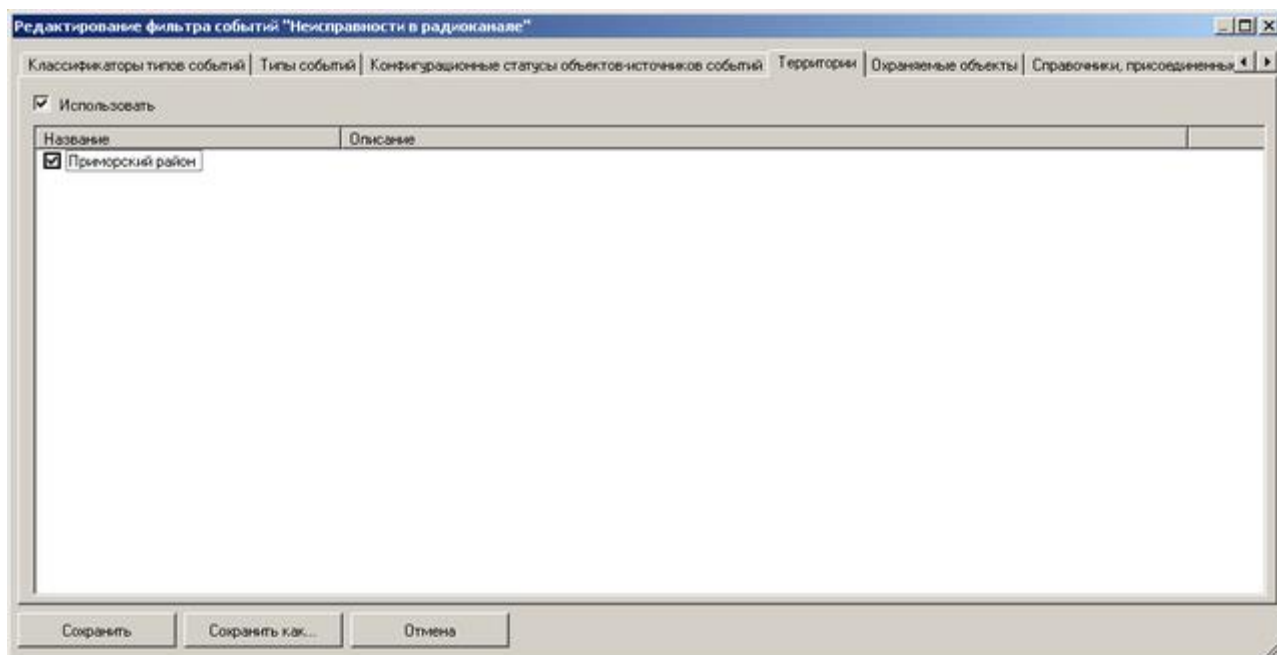 Редактирование фильтра событий "Неисправности в радиоканале"
Классификаторы типов событий Типы событий Конфигурационные статусы объектов-источников событий Территории Охраняемые объекты Справочники, присоединенных
Использовать
Название Описание
Приморский район
Сохранить Сохранить как... Отмена